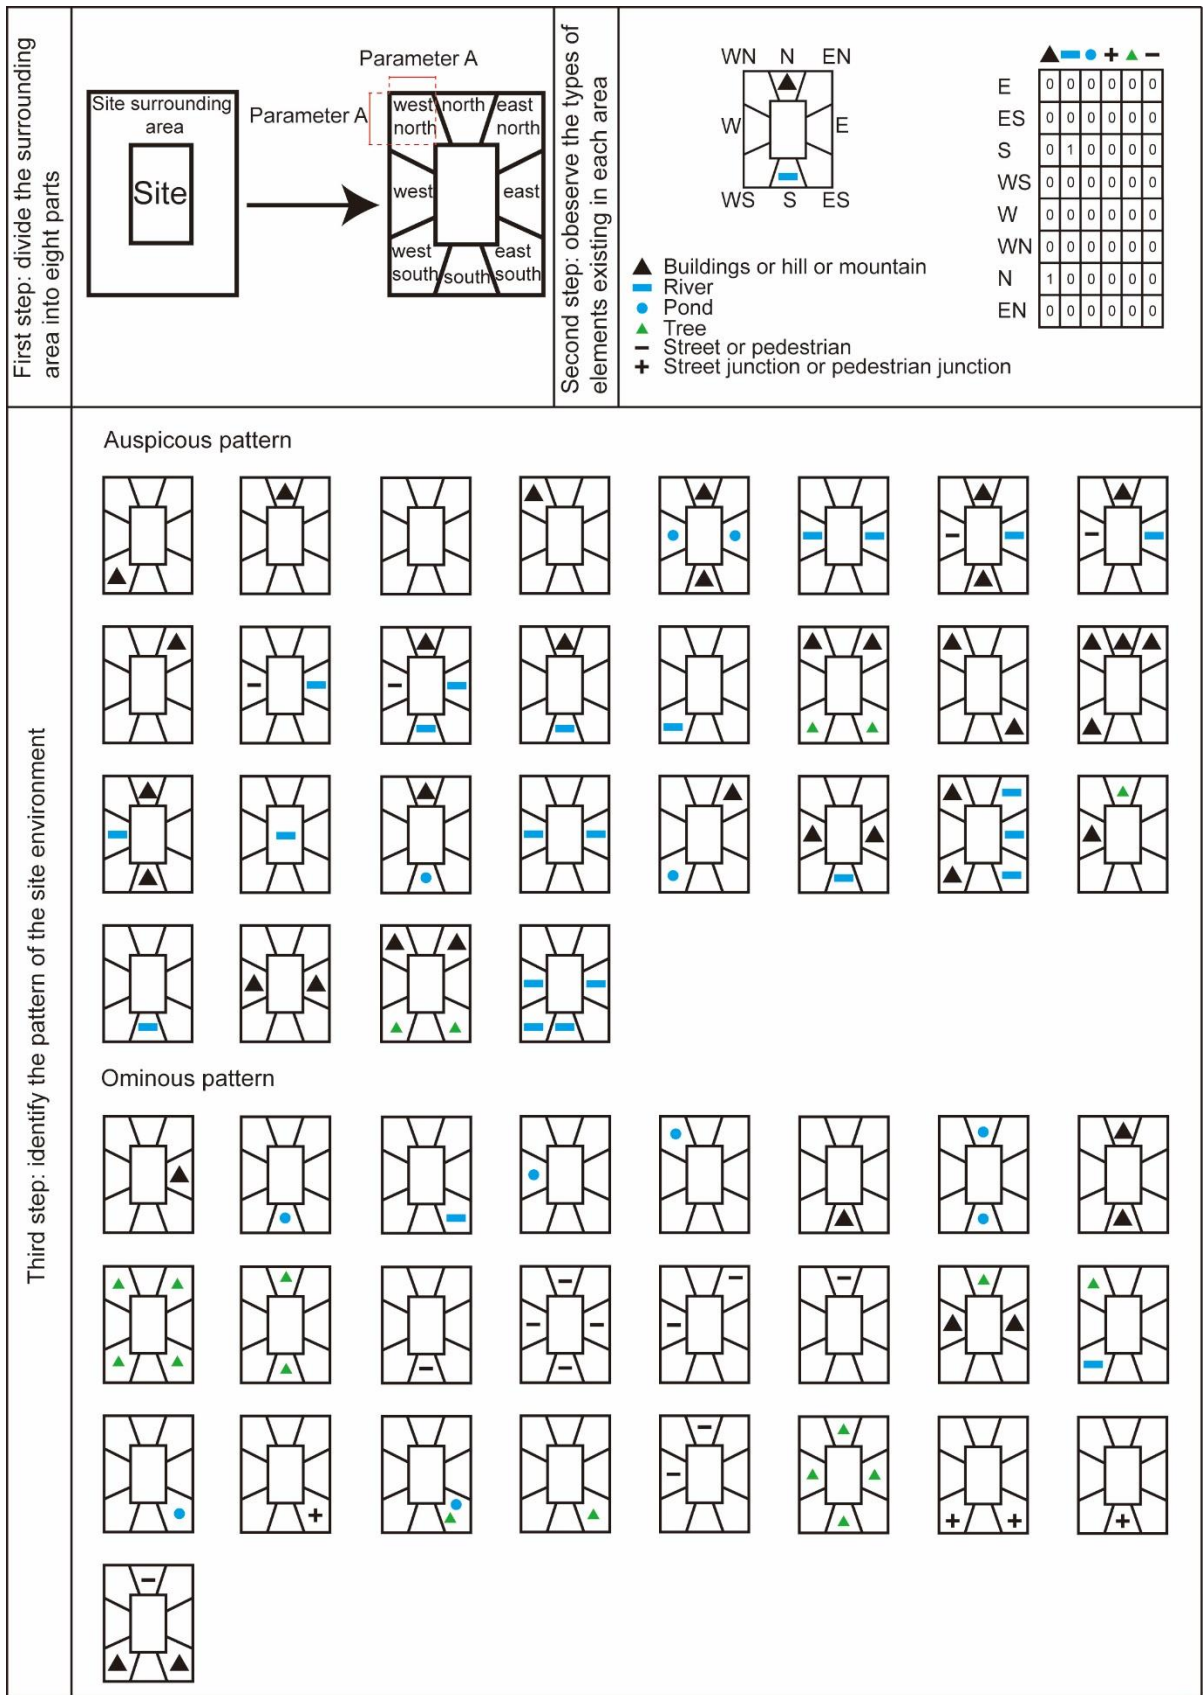 First step: divide the surrounding
area into eight parts
Site surrounding
area
Site
Parameter A
Parameter A
west
north
north
east
north
west
east
west
south
south
east
south
Second step: obeserve the types of
elements existing in each area
WN N EN
W E
WS S ES
Buildings or hill or mountain
River
Pond
Tree
Street or pedestrian
Street junction or pedestrian junction
E 0 0 0 0 0 0
ES 0 0 0 0 0 0
S 0 1 0 0 0 0
WS 0 0 0 0 0 0
W 0 0 0 0 0 0
WN 0 0 0 0 0 0
N 1 0 0 0 0 0
EN 0 0 0 0 0 0
Third step: identify the pattern of the site environment
Auspicous pattern
Ominous pattern